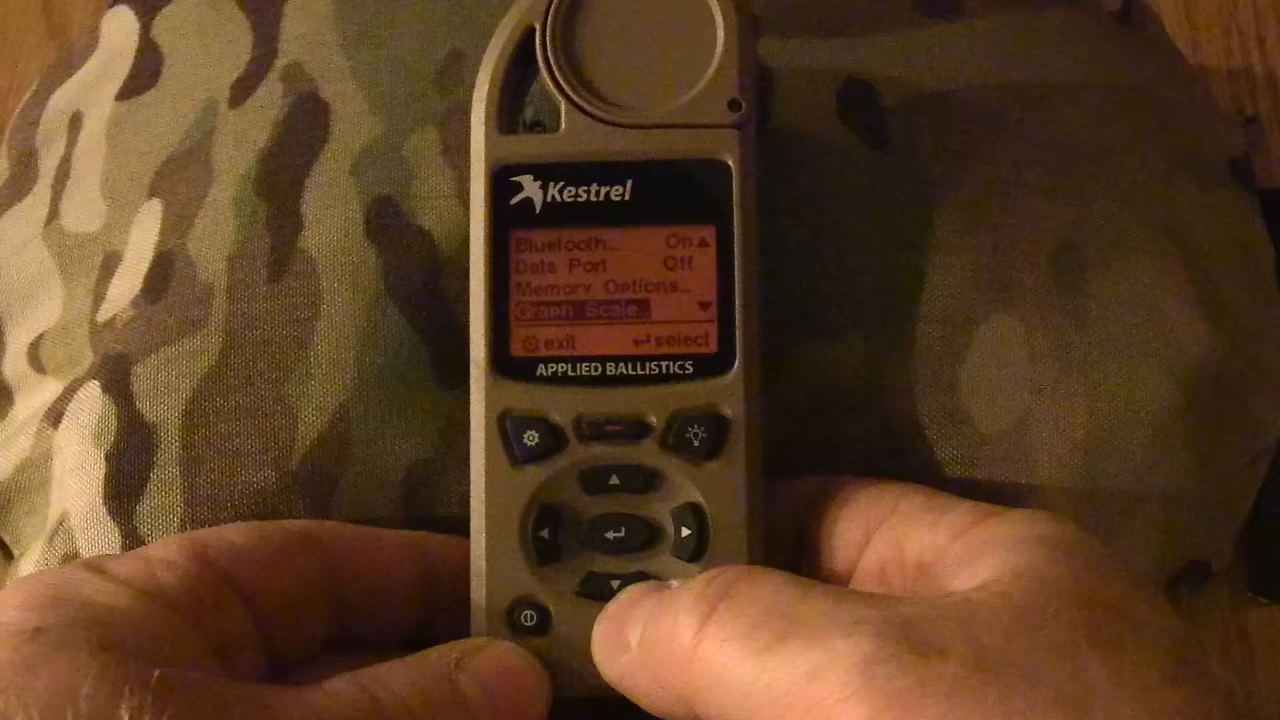 Kestrel
Bluetooth… On
Data Port Off
Memory Options…
Graph Scale…
exit select
APPLIED BALLISTICS